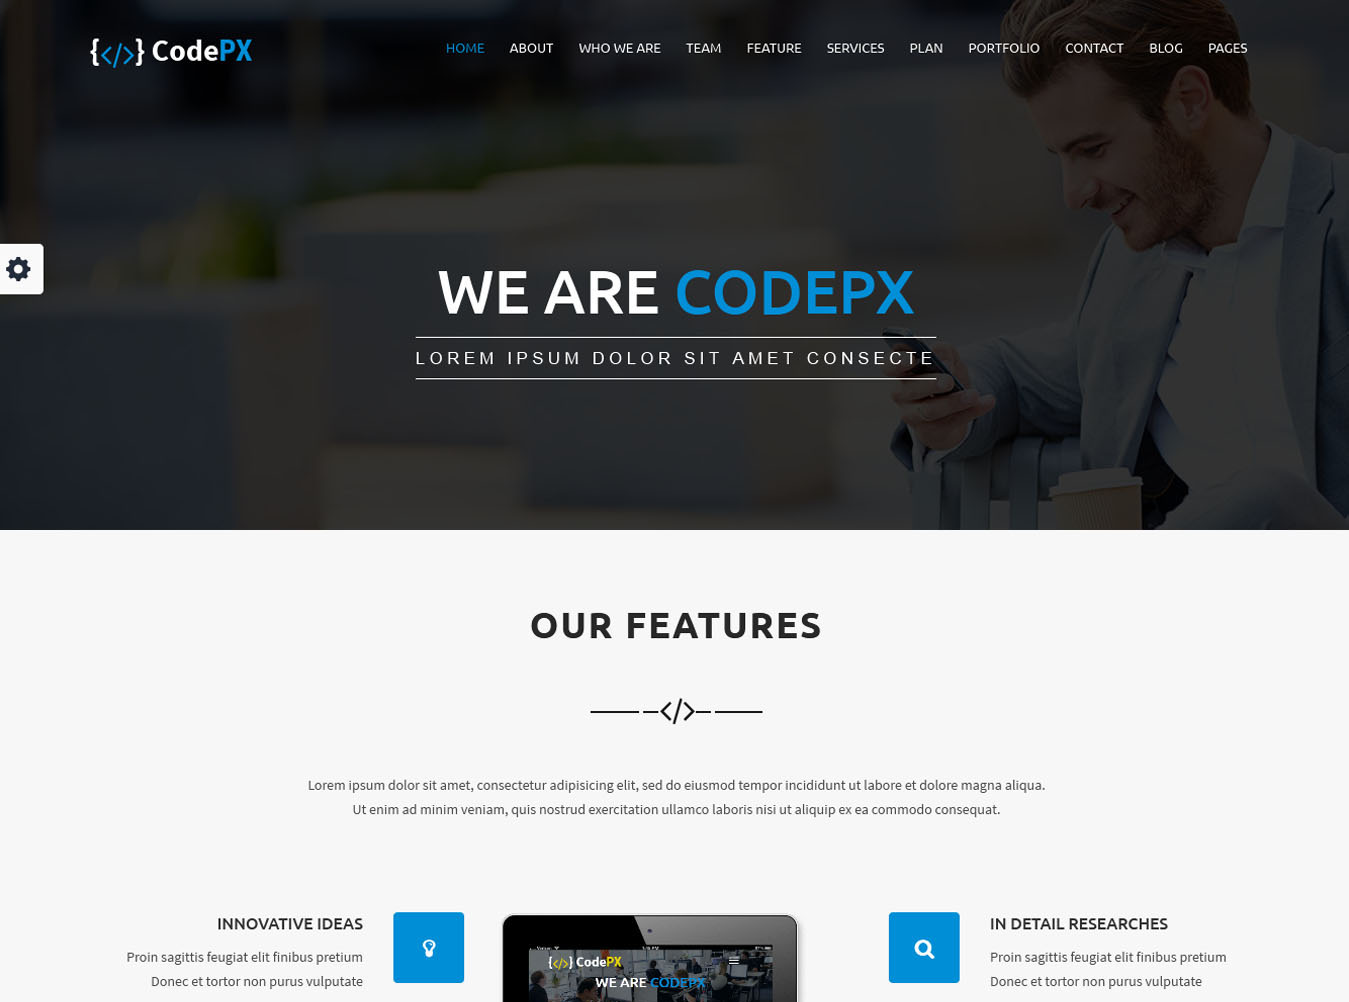 {</>} CodePX
HOME ABOUT WHO WE ARE TEAM FEATURE SERVICES PLAN PORTFOLIO CONTACT BLOG PAGES
WE ARE CODEPX
LOREM IPSUM DOLOR SIT AMET CONSECTE
OUR FEATURES
</>
Lorem ipsum dolor sit amet, consectetur adipisicing elit, sed do eiusmod tempor incididunt ut labore et dolore magna aliqua.
Ut enim ad minim veniam, quis nostrud exercitation ullamco laboris nisi ut aliquip ex ea commodo consequat.
INNOVATIVE IDEAS
Proin sagittis feugiat elit finibus pretium
Donec et tortor non purus vulputate
{</>} CodePX
WE ARE CODEPX
IN DETAIL RESEARCHES
Proin sagittis feugiat elit finibus pretium
Donec et tortor non purus vulputate